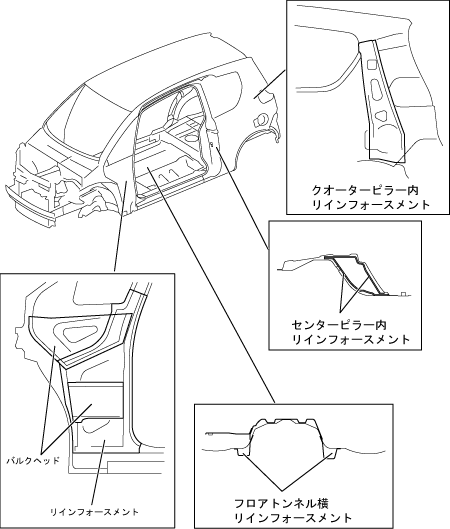 クオーターピラー内
リインフォースメント
センターピラー内
リインフォースメント
バルクヘッド
リインフォースメント
フロアトンネル横
リインフォースメント